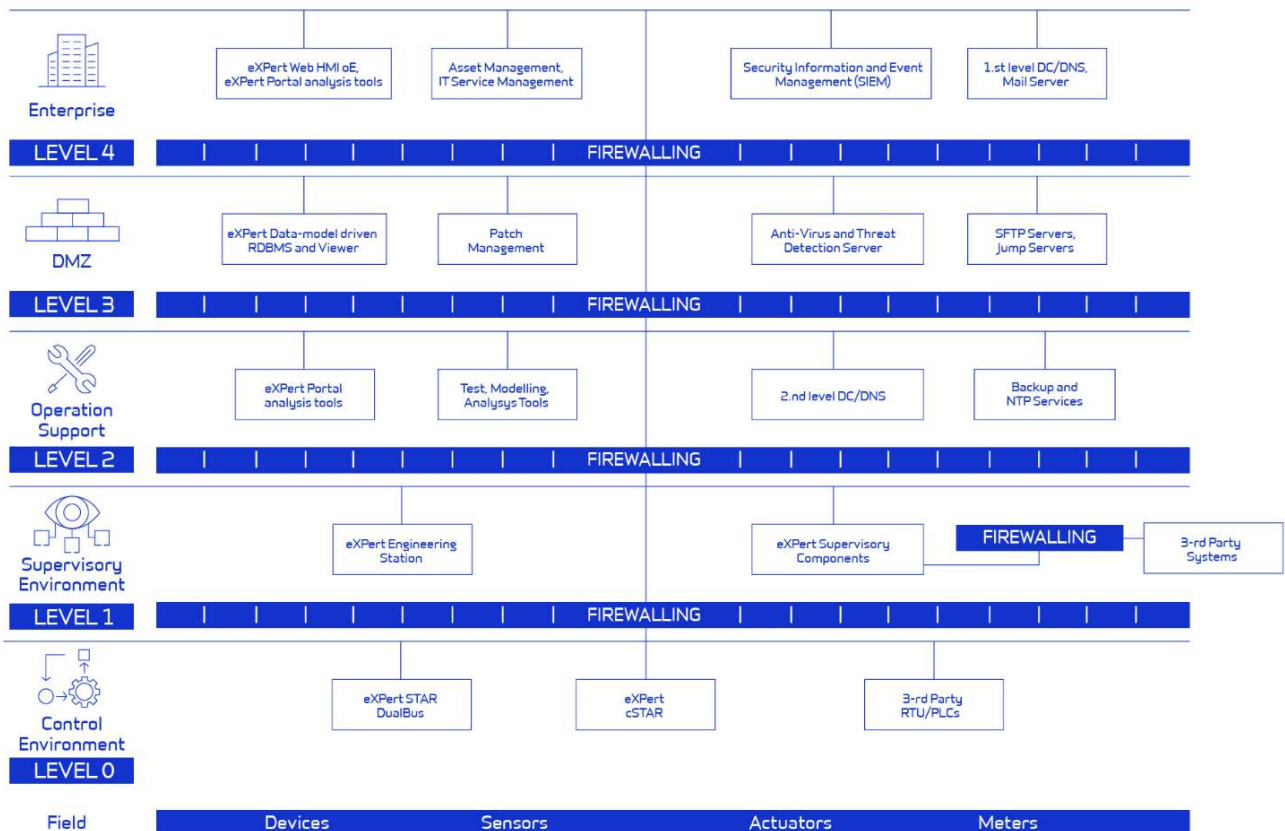 eXPert Web HMI oE,
eXPert Portal analysis tools
Asset Management,
IT Service Management
Security Information and Event
Management (SIEM)
1.st level DC/DNS,
Mail Server
Enterprise
LEVEL 4
FIREWALLING
eXPert Data-model driven
RDBMS and Viewer
Patch
Management
Anti-Virus and Threat
Detection Server
SFTP Servers,
Jump Servers
DMZ
LEVEL 3
FIREWALLING
eXPert Portal
analysis tools
Test, Modelling,
Analysys Tools
2.nd level DC/DNS
Backup and
NTP Services
Operation
Support
LEVEL 2
FIREWALLING
eXPert Engineering
Station
eXPert Supervisory
Components
FIREWALLING
3-rd Party
Systems
Supervisory
Environment
LEVEL 1
FIREWALLING
eXPert STAR
DualBus
eXPert
cSTAR
3-rd Party
RTU/PLCs
Control
Environment
LEVEL 0
Field
Devices
Sensors
Actuators
Meters